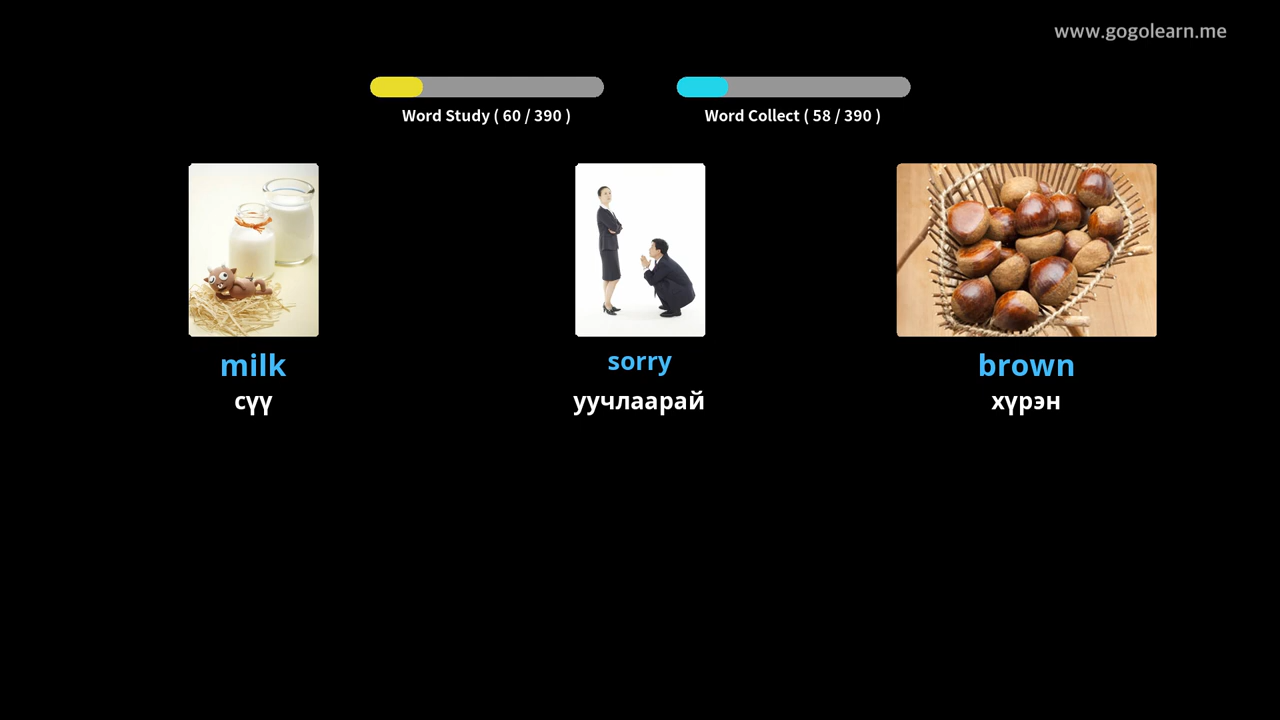 www.gogolearn.me
Word Study ( 60 / 390 )
Word Collect ( 58 / 390 )
milk
сүү
sorry
уучлаарай
brown
хүрэн